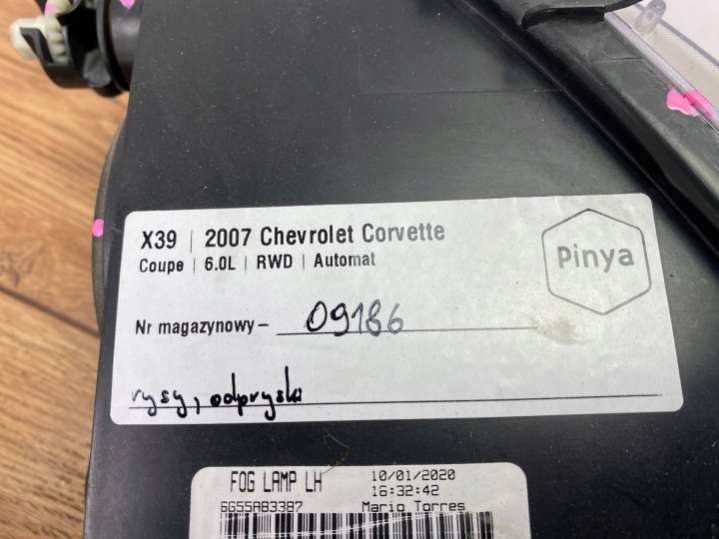 X39 | 2007 Chevrolet Corvette
Coupe | 6.0L | RWD | Automat
Pinya
Nr magazynowy – 09186
rysy, odpryski
FOG LAMP LH
10/01/2020
16:32:42
6G55AB3387
Mario Torres